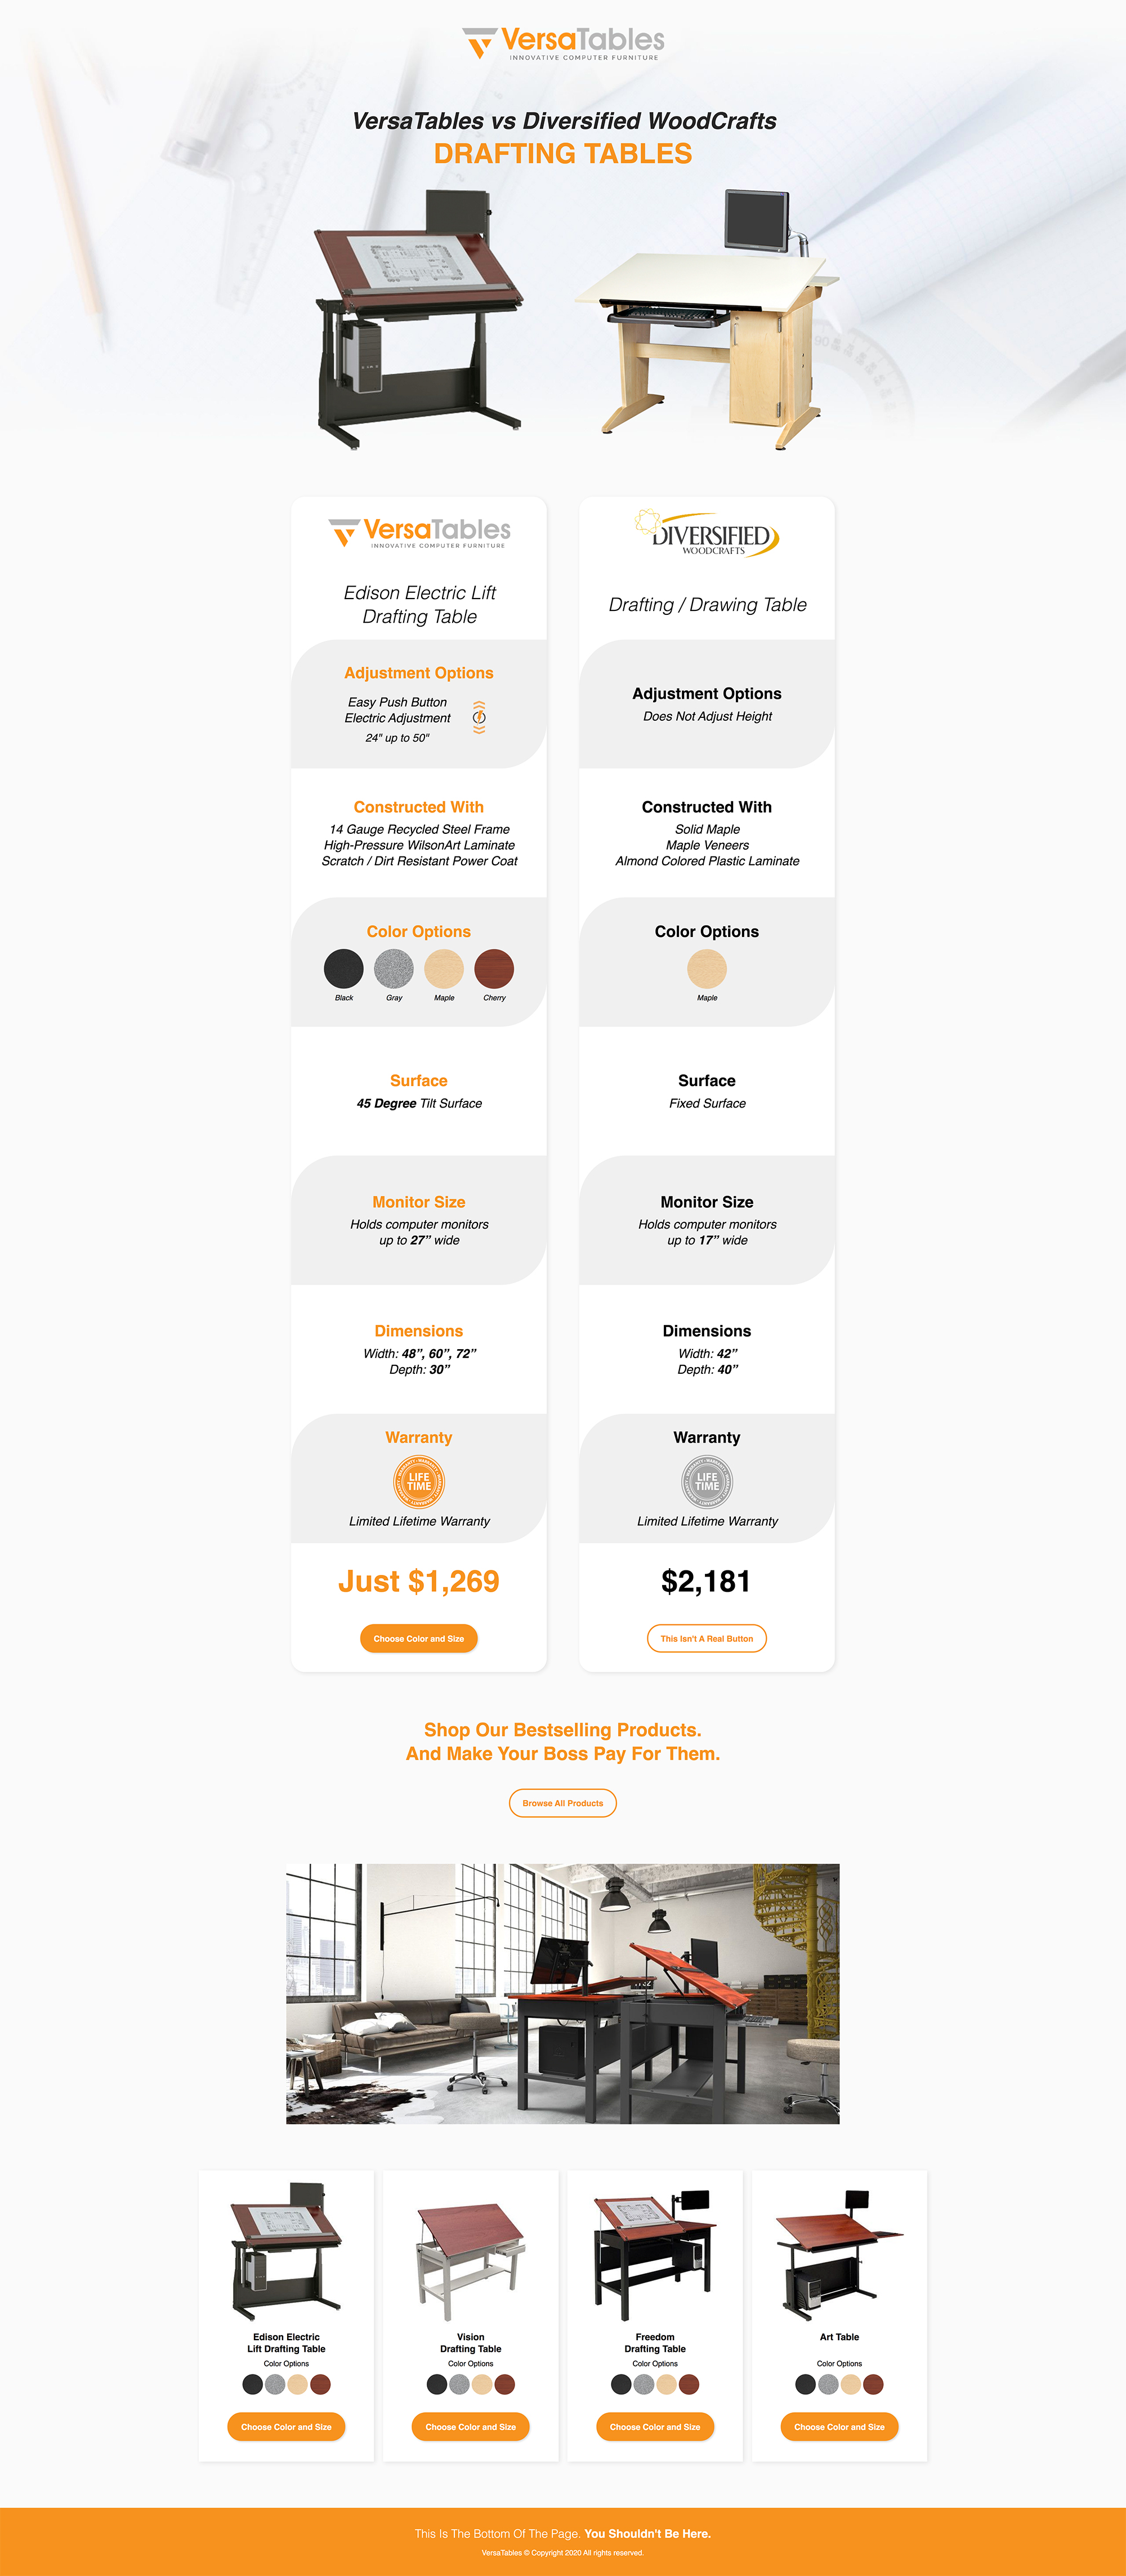 VersaTables
INNOVATIVE COMPUTER FURNITURE
VersaTables vs Diversified WoodCrafts
DRAFTING TABLES
VersaTables
INNOVATIVE COMPUTER FURNITURE
Edison Electric Lift
Drafting Table
Adjustment Options
Easy Push Button
Electric Adjustment
24" up to 50"
Constructed With
14 Gauge Recycled Steel Frame
High-Pressure WilsonArt Laminate
Scratch / Dirt Resistant Power Coat
Color Options
Black Gray Maple Cherry
Surface
45 Degree Tilt Surface
Monitor Size
Holds computer monitors
up to 27” wide
Dimensions
Width: 48”, 60”, 72”
Depth: 30”
Warranty
LIFE
TIME
Limited Lifetime Warranty
Just $1,269
Choose Color and Size
DIVERSIFIED
WOODCRAFTS
Drafting / Drawing Table
Adjustment Options
Does Not Adjust Height
Constructed With
Solid Maple
Maple Veneers
Almond Colored Plastic Laminate
Color Options
Maple
Surface
Fixed Surface
Monitor Size
Holds computer monitors
up to 17” wide
Dimensions
Width: 42”
Depth: 40”
Warranty
LIFE
TIME
Limited Lifetime Warranty
$2,181
This Isn't A Real Button
Shop Our Bestselling Products.
And Make Your Boss Pay For Them.
Browse All Products
Edison Electric
Lift Drafting Table
Color Options
Choose Color and Size
Vision
Drafting Table
Color Options
Choose Color and Size
Freedom
Drafting Table
Color Options
Choose Color and Size
Art Table
Color Options
Choose Color and Size
This Is The Bottom Of The Page. You Shouldn't Be Here.
VersaTables © Copyright 2020 All rights reserved.